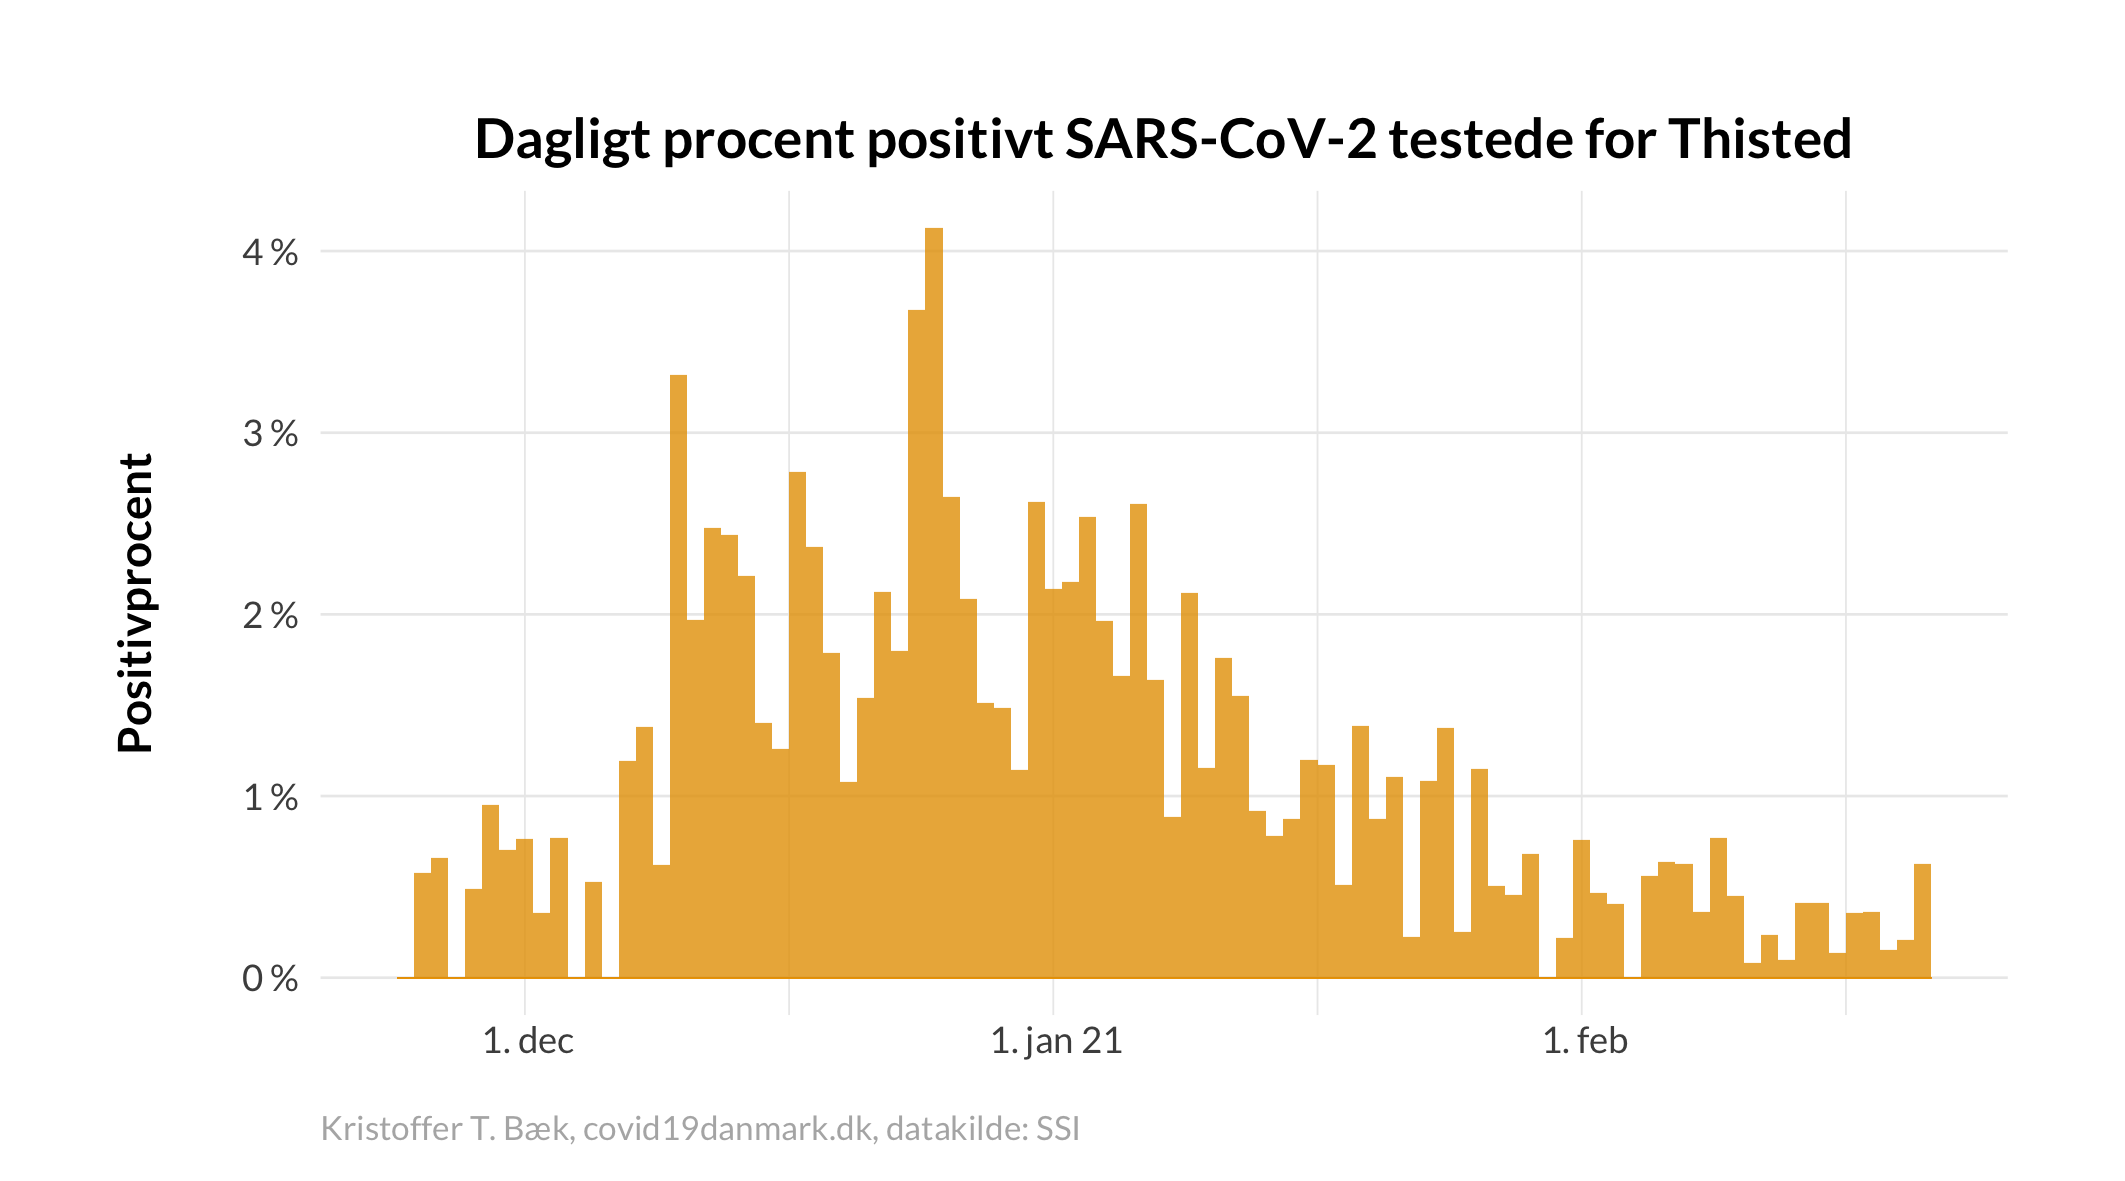 Dagligt procent positivt SARS-CoV-2 testede for Thisted
Positivprocent
4 %
3 %
2 %
1 %
0 %
1. dec
1. jan 21
1. feb
Kristoffer T. Bæk, covid19danmark.dk, datakilde: SSI